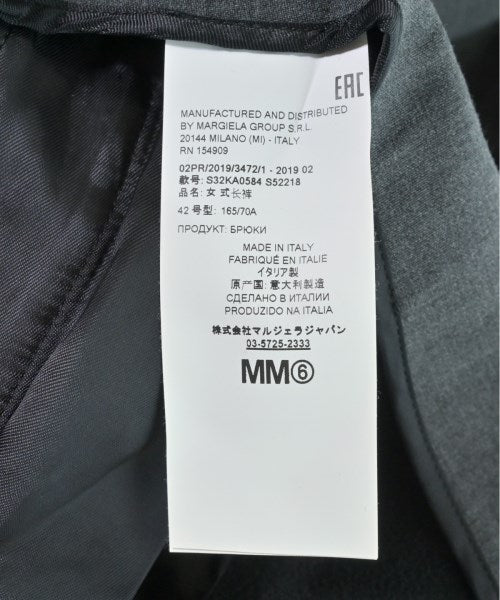 EAC
MANUFACTURED AND DISTRIBUTED
BY MARGIELA GROUP S.R.L.
20144 MILANO (MI) - ITALY
RN 154909
02PR/2019/3472/1 - 2019 02
款号: S32KA0584 S52218
品名: 女式长裤
42 号型: 165/70A
ПРОДУКТ: БРЮКИ
MADE IN ITALY
FABRIQUÉ EN ITALIE
イタリア製
原产国: 意大利製造
СДЕЛАНО В ИТАЛИИ
PRODUZIDO NA ITALIA
株式会社マルジェラジャパン
03-5725-2333
MM⑥